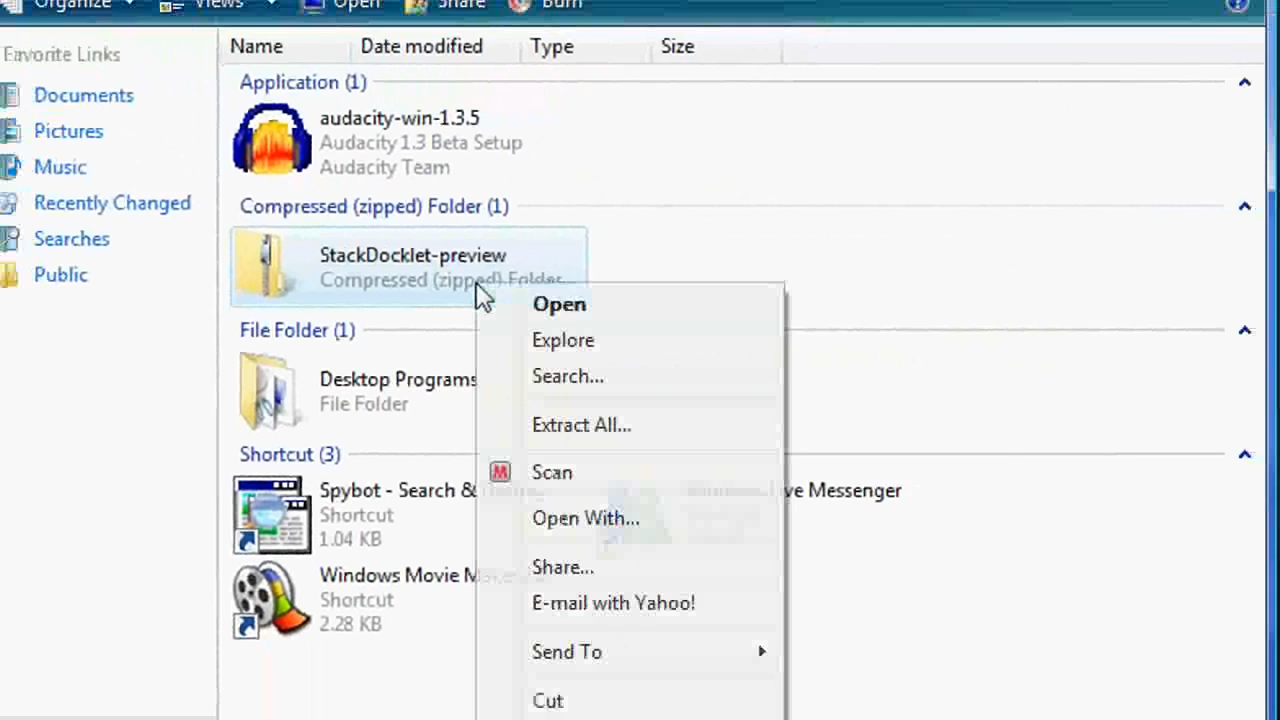 Organize Views Open Share Burn
Favorite Links
Documents
Pictures
Music
Recently Changed
Searches
Public
Name Date modified Type Size
Application (1)
audacity-win-1.3.5
Audacity 1.3 Beta Setup
Audacity Team
Compressed (zipped) Folder (1)
StackDocklet-preview
Compressed (zipped) Folder
File Folder (1)
Desktop Programs
File Folder
Shortcut (3)
Spybot - Search &
Shortcut
1.04 KB
Messenger
Windows Movie
Shortcut
2.28 KB
Open
Explore
Search...
Extract All...
M Scan
Open With...
Share...
E-mail with Yahoo!
Send To
Cut